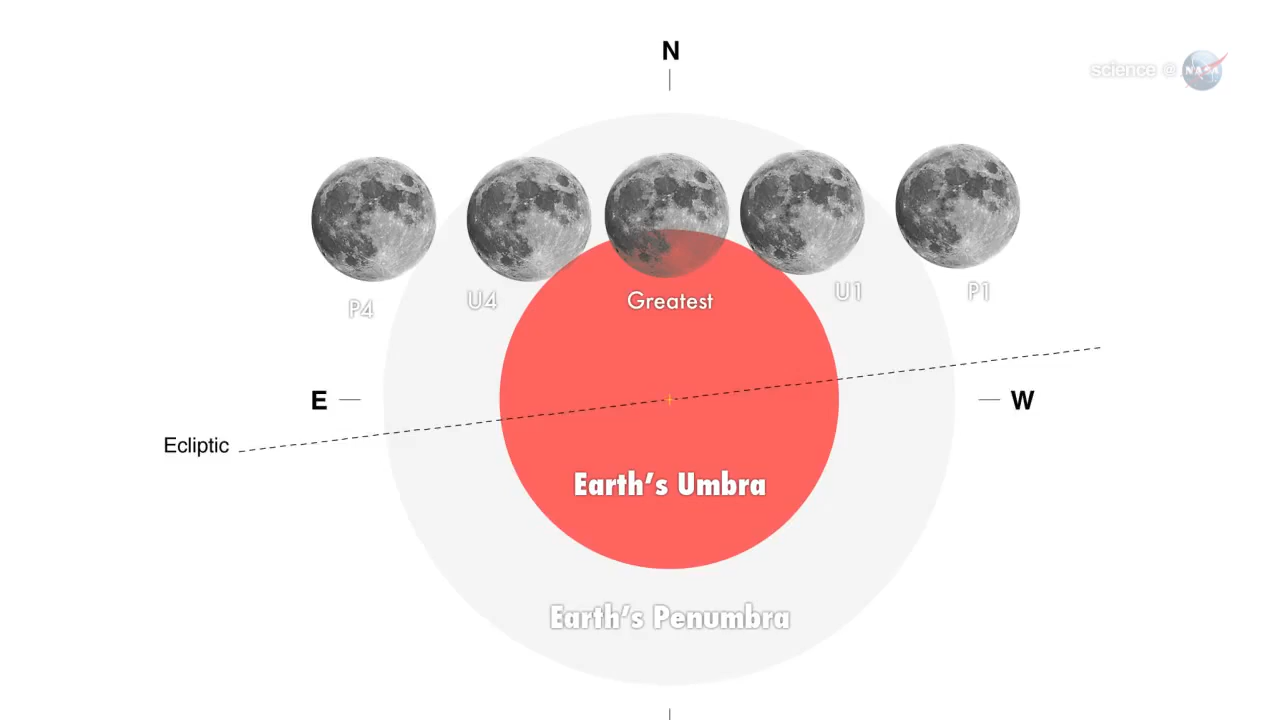 N
science @ NASA
P4
U4
Greatest
U1
P1
E
W
Ecliptic
Earth's Umbra
Earth's Penumbra